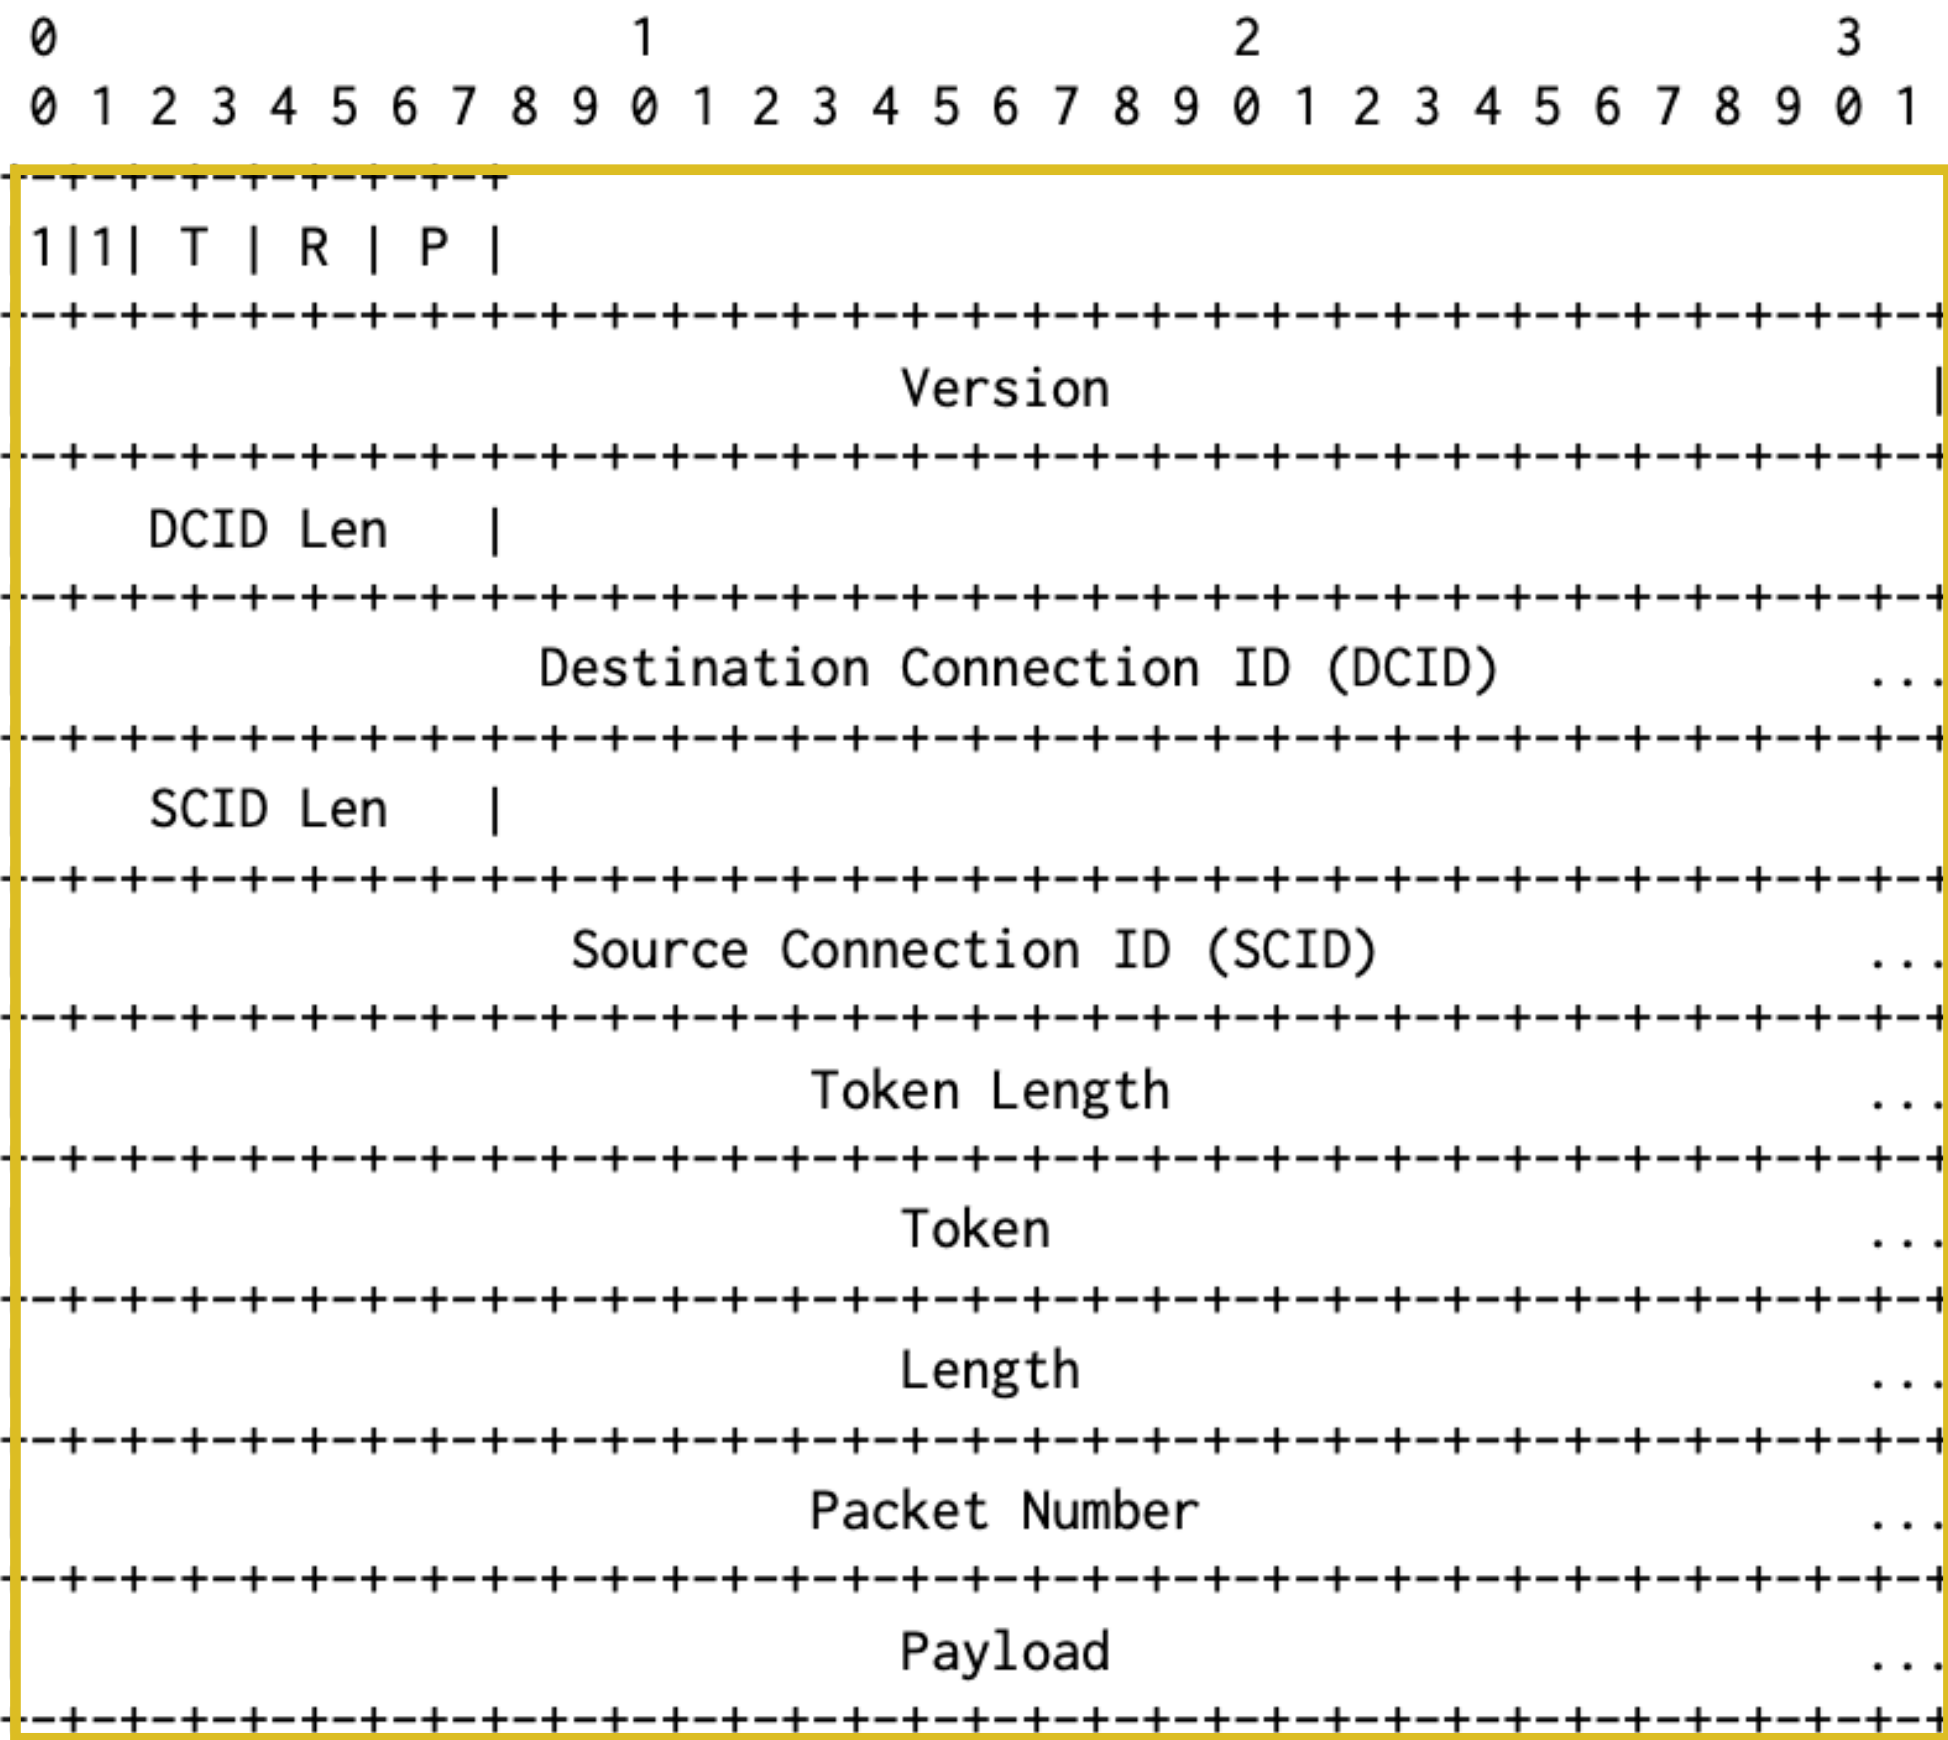 0 1 2 3
0 1 2 3 4 5 6 7 8 9 0 1 2 3 4 5 6 7 8 9 0 1 2 3 4 5 6 7 8 9 0 1
-+-+-+-+-+-+-+-+
1|1| T | R | P |
-+-+-+-+-+-+-+-+-+-+-+-+-+-+-+-+-+-+-+-+-+-+-+-+-+-+-+-+-+-+-+-+
Version |
-+-+-+-+-+-+-+-+-+-+-+-+-+-+-+-+-+-+-+-+-+-+-+-+-+-+-+-+-+-+-+-+
DCID Len |
-+-+-+-+-+-+-+-+-+-+-+-+-+-+-+-+-+-+-+-+-+-+-+-+-+-+-+-+-+-+-+-+
Destination Connection ID (DCID) ...
-+-+-+-+-+-+-+-+-+-+-+-+-+-+-+-+-+-+-+-+-+-+-+-+-+-+-+-+-+-+-+-+
SCID Len |
-+-+-+-+-+-+-+-+-+-+-+-+-+-+-+-+-+-+-+-+-+-+-+-+-+-+-+-+-+-+-+-+
Source Connection ID (SCID) ...
-+-+-+-+-+-+-+-+-+-+-+-+-+-+-+-+-+-+-+-+-+-+-+-+-+-+-+-+-+-+-+-+
Token Length ...
-+-+-+-+-+-+-+-+-+-+-+-+-+-+-+-+-+-+-+-+-+-+-+-+-+-+-+-+-+-+-+-+
Token ...
-+-+-+-+-+-+-+-+-+-+-+-+-+-+-+-+-+-+-+-+-+-+-+-+-+-+-+-+-+-+-+-+
Length ...
-+-+-+-+-+-+-+-+-+-+-+-+-+-+-+-+-+-+-+-+-+-+-+-+-+-+-+-+-+-+-+-+
Packet Number ...
-+-+-+-+-+-+-+-+-+-+-+-+-+-+-+-+-+-+-+-+-+-+-+-+-+-+-+-+-+-+-+-+
Payload ...
-+-+-+-+-+-+-+-+-+-+-+-+-+-+-+-+-+-+-+-+-+-+-+-+-+-+-+-+-+-+-+-+